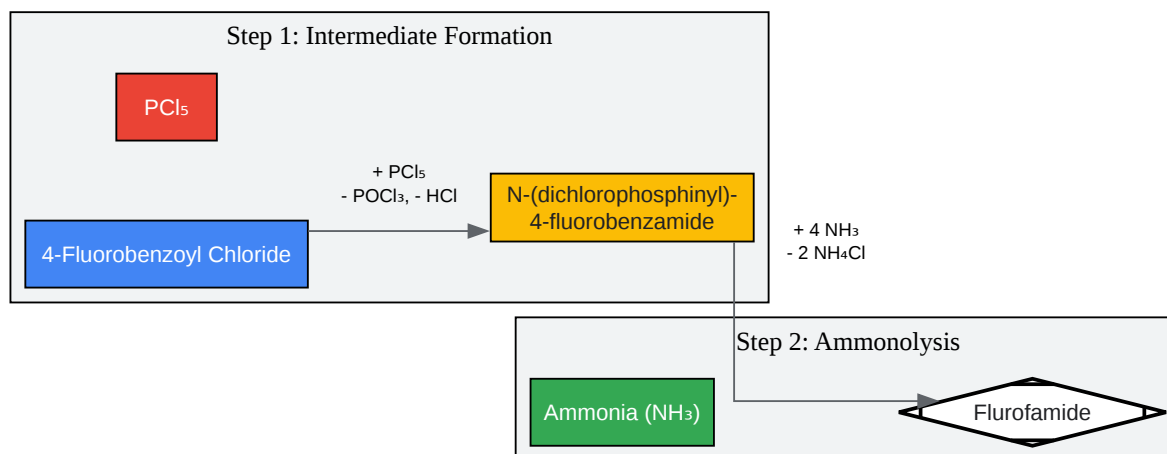 Step 1: Intermediate Formation
PCl₅
+ PCl₅
- POCl₃, - HCl
N-(dichlorophosphinyl)-
4-fluorobenzamide
4-Fluorobenzoyl Chloride
+ 4 NH₃
- 2 NH₄Cl
Step 2: Ammonolysis
Ammonia (NH₃)
Flurofamide